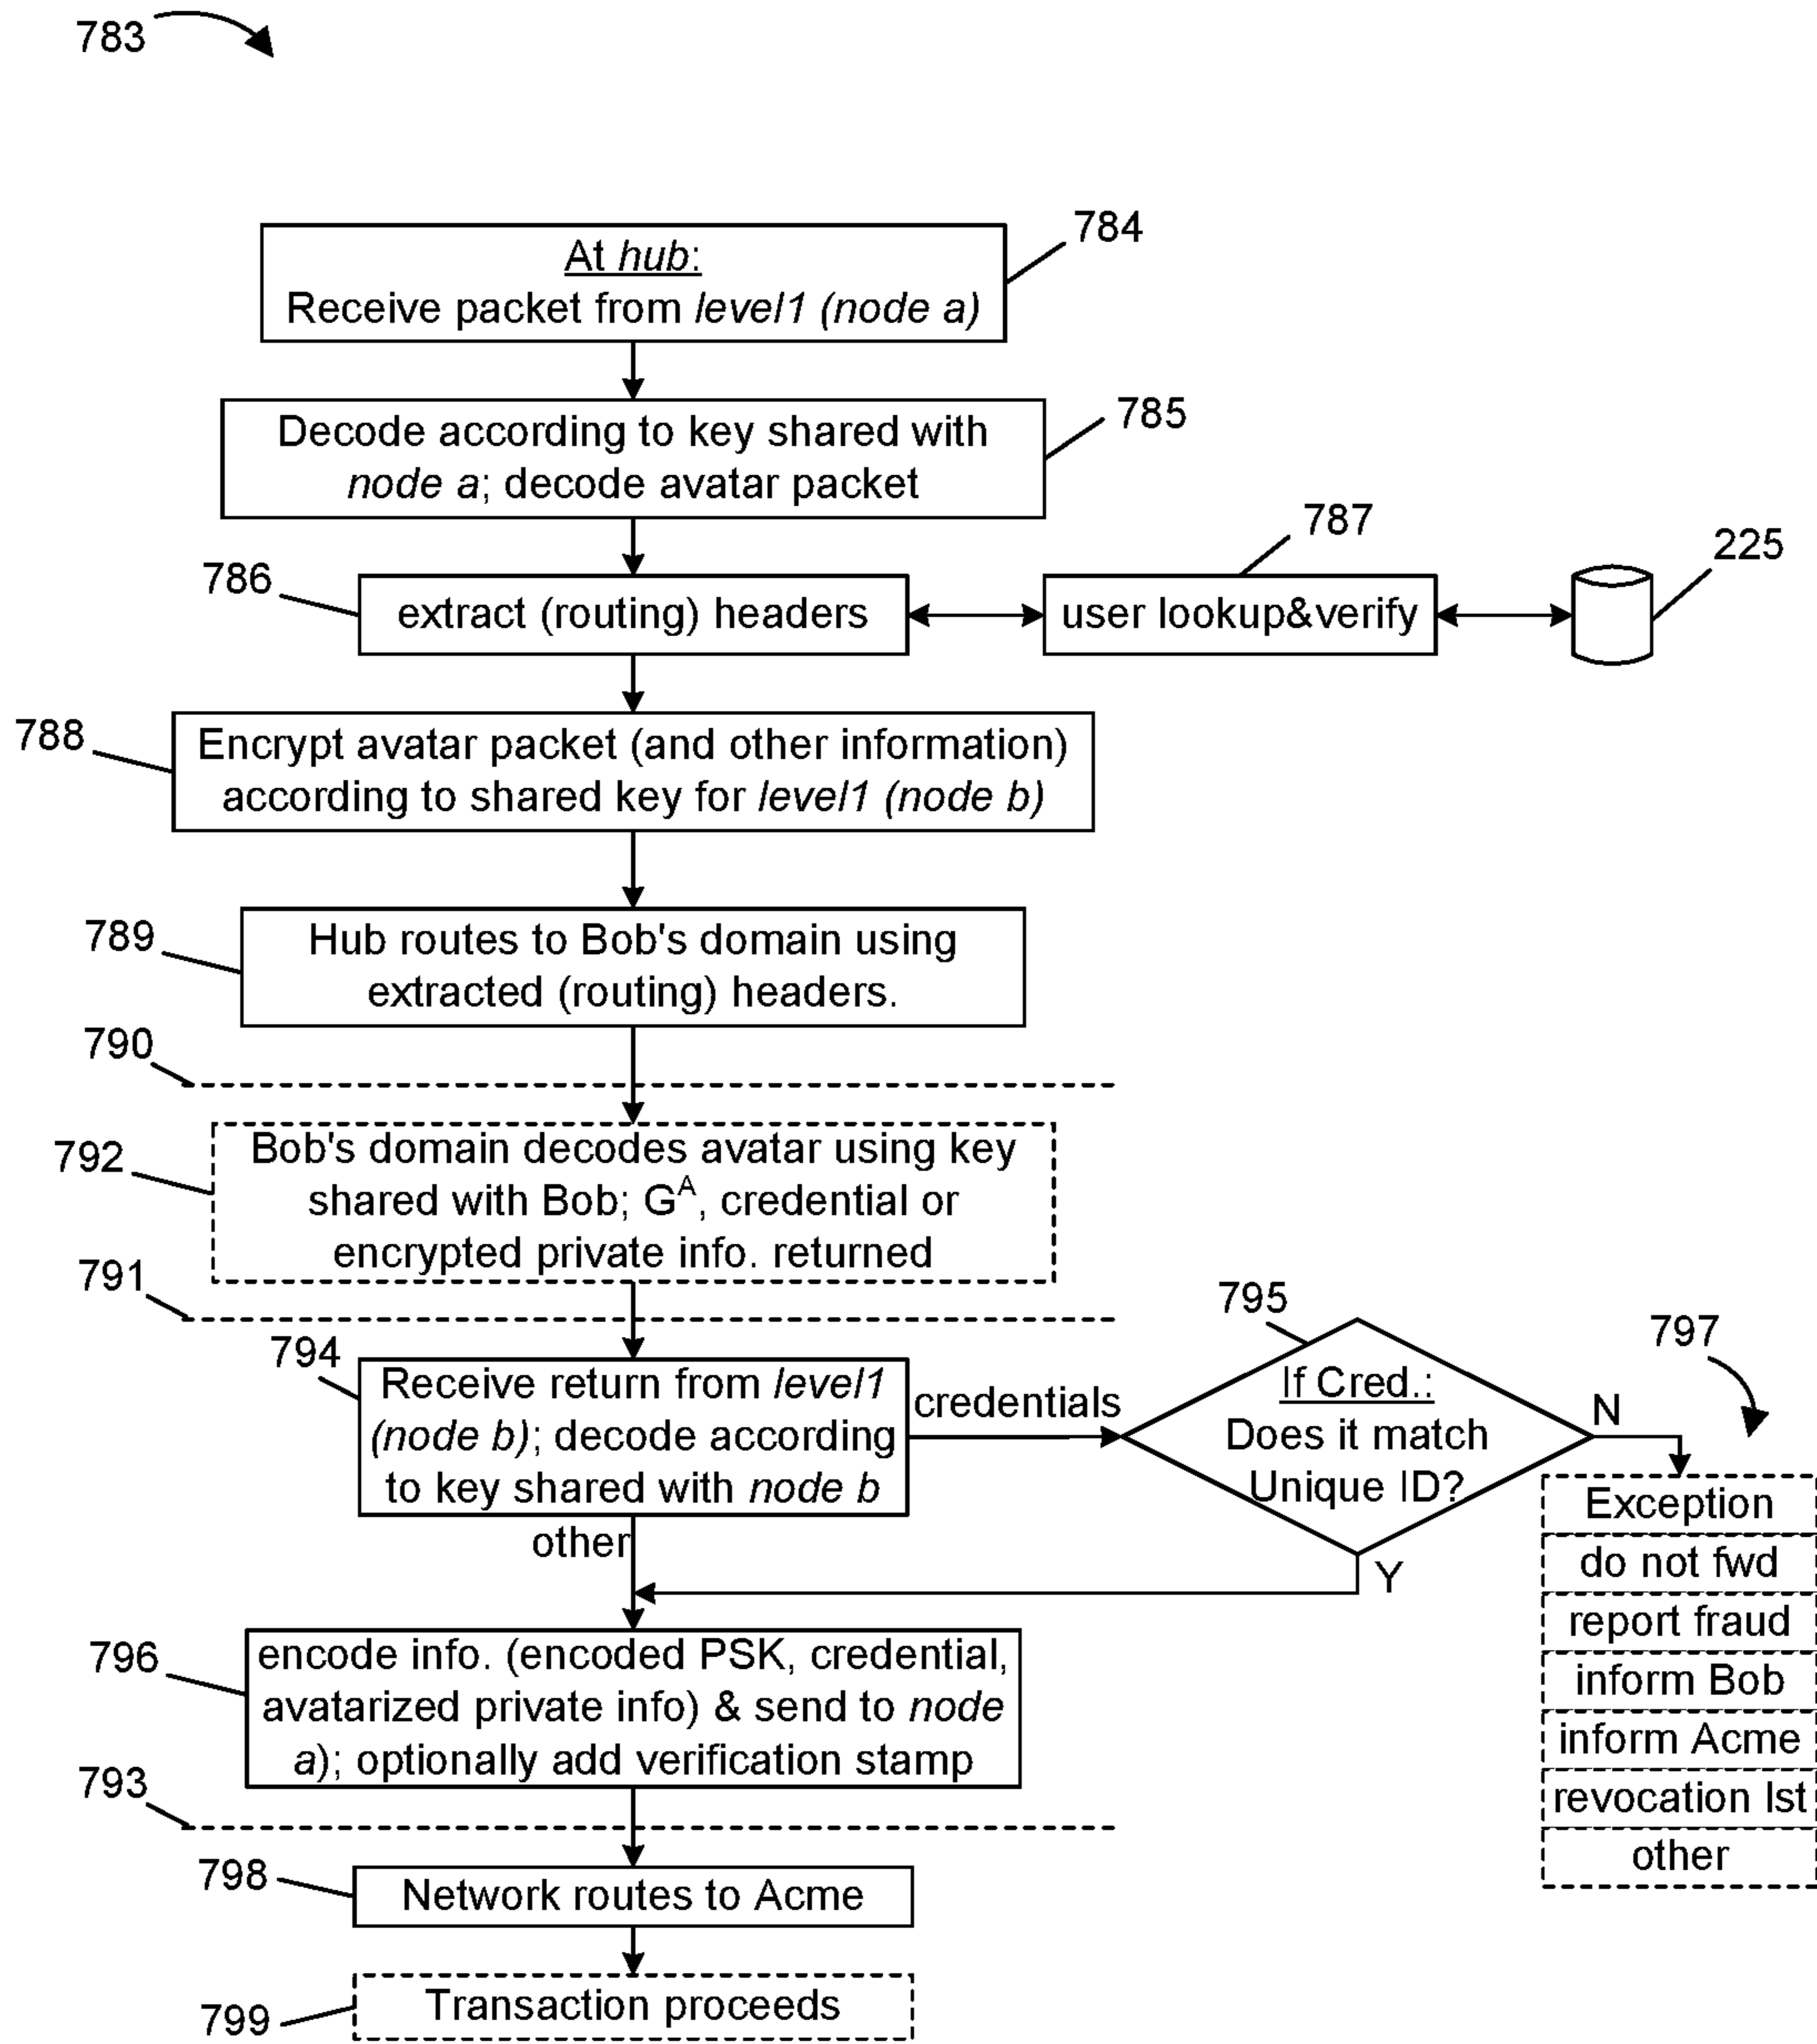 783
784
At hub:
Receive packet from level1 (node a)
785
Decode according to key shared with
node a; decode avatar packet
787
225
786
extract (routing) headers
user lookup&verify
788
Encrypt avatar packet (and other information)
according to shared key for level1 (node b)
789
Hub routes to Bob's domain using
extracted (routing) headers.
790
792
Bob's domain decodes avatar using key
shared with Bob; G^A, credential or
encrypted private info. returned
791
795
797
794
Receive return from level1
(node b); decode according
to key shared with node b
credentials
If Cred.:
Does it match
Unique ID?
N
Y
other
Exception
do not fwd
report fraud
inform Bob
inform Acme
revocation lst
other
796
encode info. (encoded PSK, credential,
avatarized private info) & send to node
a); optionally add verification stamp
793
798
Network routes to Acme
799
Transaction proceeds